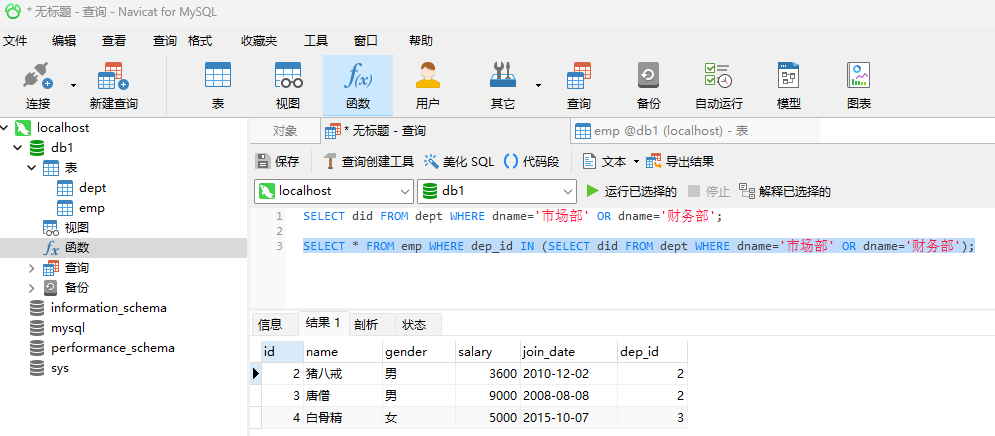 * 无标题 - 查询 - Navicat for MySQL
文件 编辑 查看 查询 格式 收藏夹 工具 窗口 帮助
连接 新建查询 表 视图 函数 用户 其它 查询 备份 自动运行 模型 图表
localhost
db1
表
dept
emp
视图
函数
查询
备份
information_schema
mysql
performance_schema
sys
对象 * 无标题 - 查询 emp @db1 (localhost) - 表
保存 查询创建工具 美化 SQL 代码段 文本 导出结果
localhost db1 运行已选择的 停止 解释已选择的
1 SELECT did FROM dept WHERE dname='市场部' OR dname='财务部';
2
3 SELECT * FROM emp WHERE dep_id IN (SELECT did FROM dept WHERE dname='市场部' OR dname='财务部');
信息 结果 1 剖析 状态
id name gender salary join_date dep_id
2 猪八戒 男 3600 2010-12-02 2
3 唐僧 男 9000 2008-08-08 2
4 白骨精 女 5000 2015-10-07 3